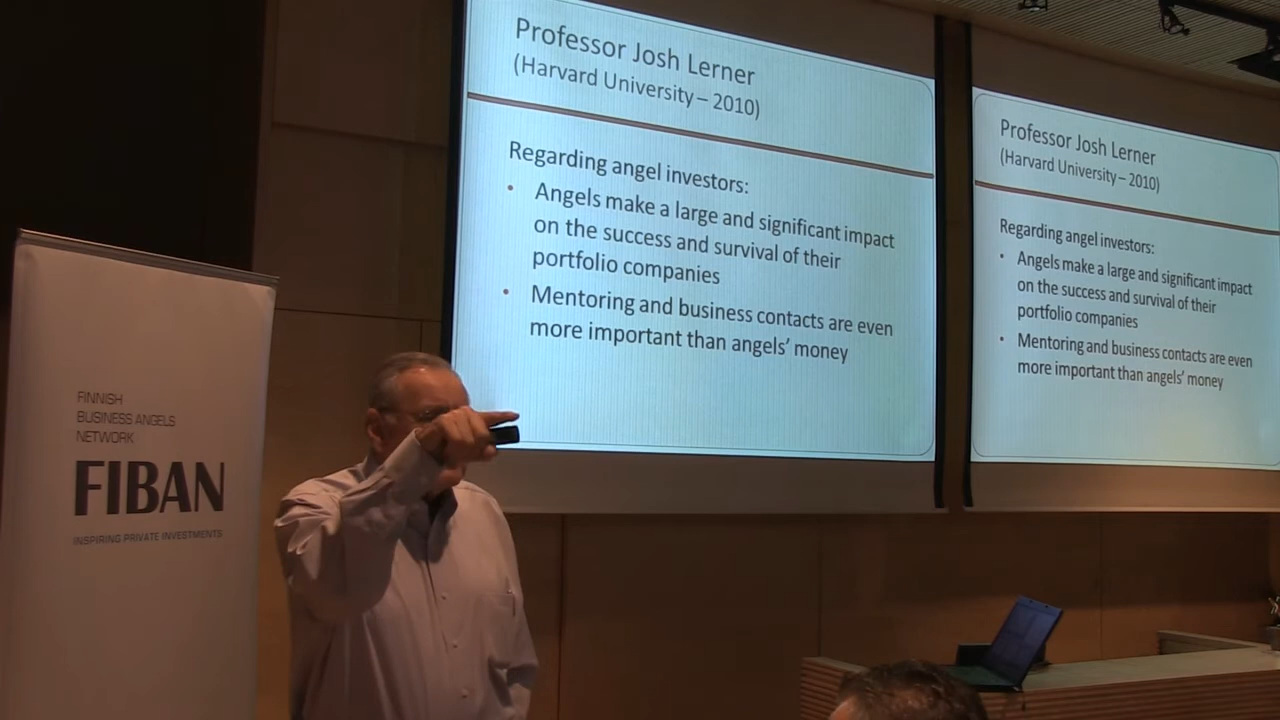 FINNISH
BUSINESS ANGELS
NETWORK
FIBAN
INSPIRING PRIVATE INVESTMENTS
Professor Josh Lerner
(Harvard University – 2010)
Regarding angel investors:
• Angels make a large and significant impact
on the success and survival of their
portfolio companies
• Mentoring and business contacts are even
more important than angels' money
Professor Josh Lerner
(Harvard University – 2010)
Regarding angel investors:
• Angels make a large and significant impact
on the success and survival of their
portfolio companies
• Mentoring and business contacts are even
more important than angels' money